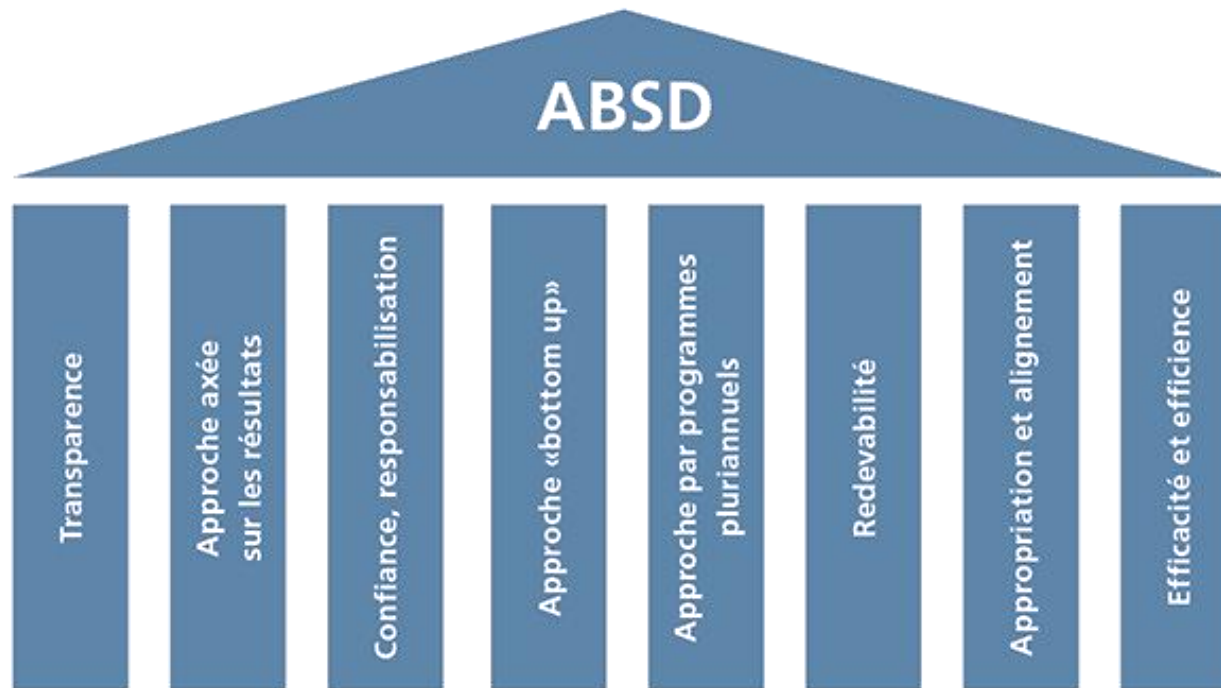 ABSD
Transparence
Approche axée
sur les résultats
Confiance, responsabilisation
Approche «bottom up»
Approche par programmes
pluriannuels
Redevabilité
Appropriation et alignement
Efficacité et efficience